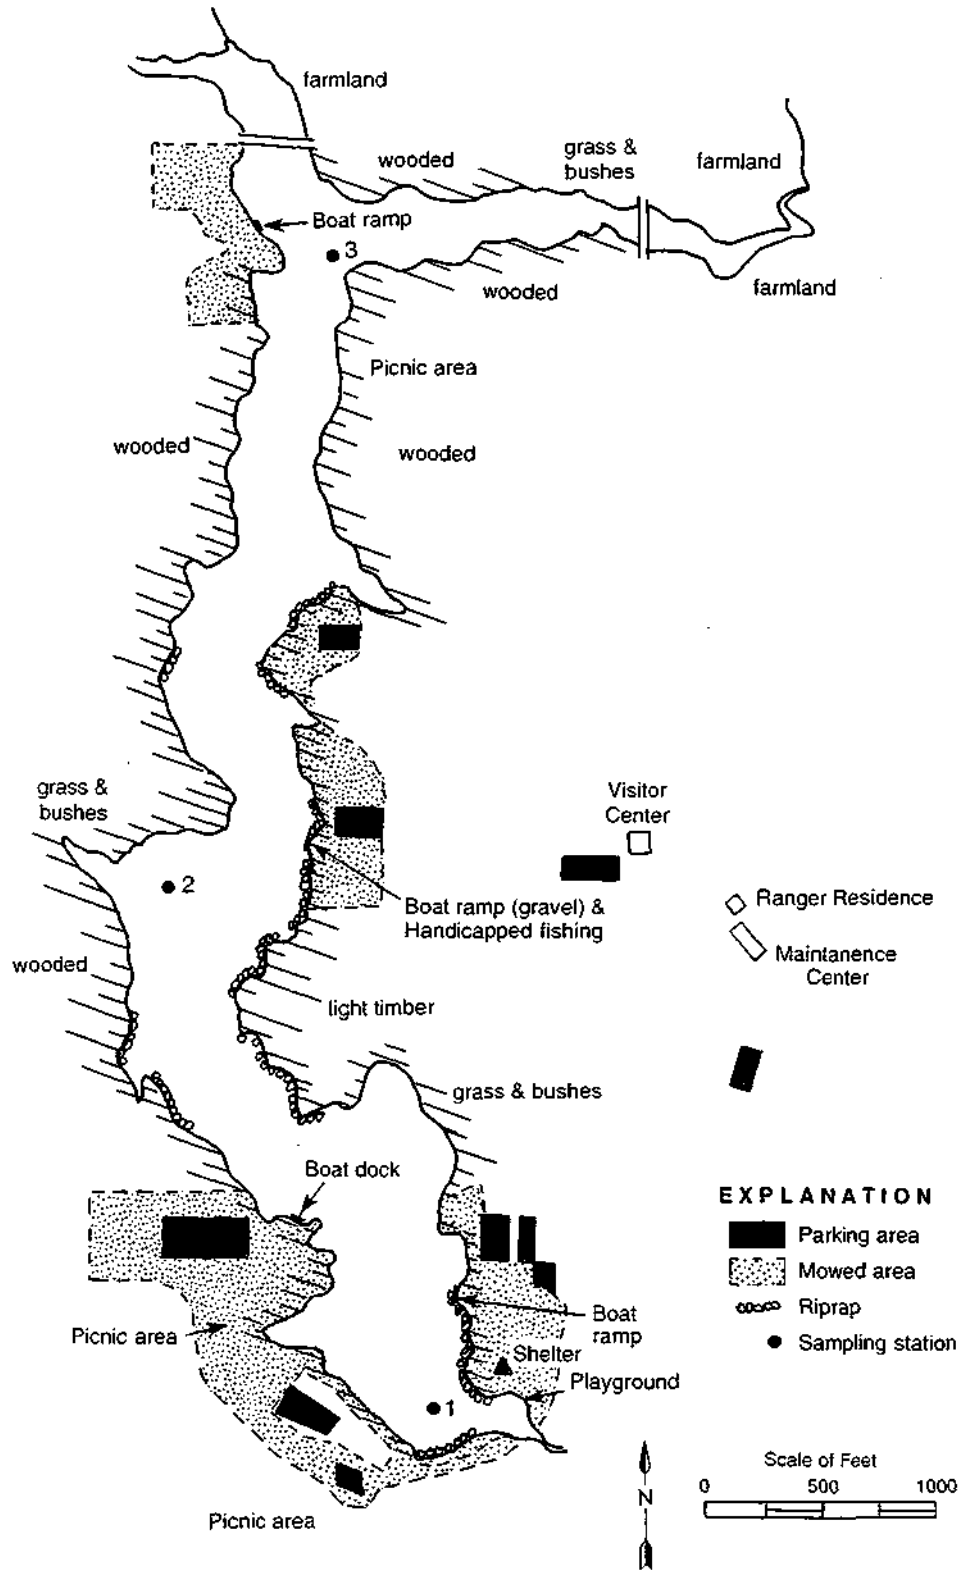 farmland
wooded
grass &
bushes
farmland
Boat ramp
3
wooded
farmland
Picnic area
wooded
wooded
grass &
bushes
Visitor
Center
2
Boat ramp (gravel) &
Handicapped fishing
Ranger Residence
Maintanence
Center
wooded
light timber
grass & bushes
Boat dock
EXPLANATION
Parking area
Mowed area
Riprap
Sampling station
Boat
ramp
Picnic area
Shelter
Playground
1
Picnic area
N
Scale of Feet
0 500 1000